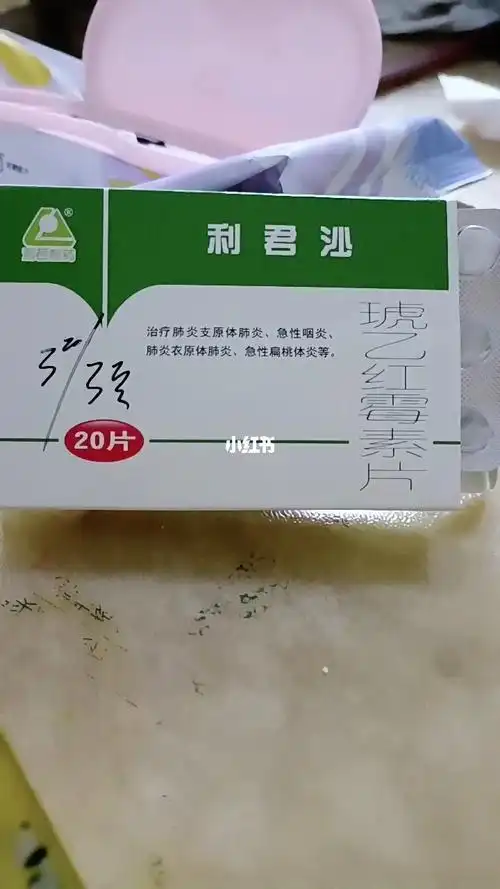 ®
利君沙
治疗肺炎支原体肺炎、急性咽炎、
肺炎衣原体肺炎、急性扁桃体炎等。
琥乙红霉素片
20片
小红书